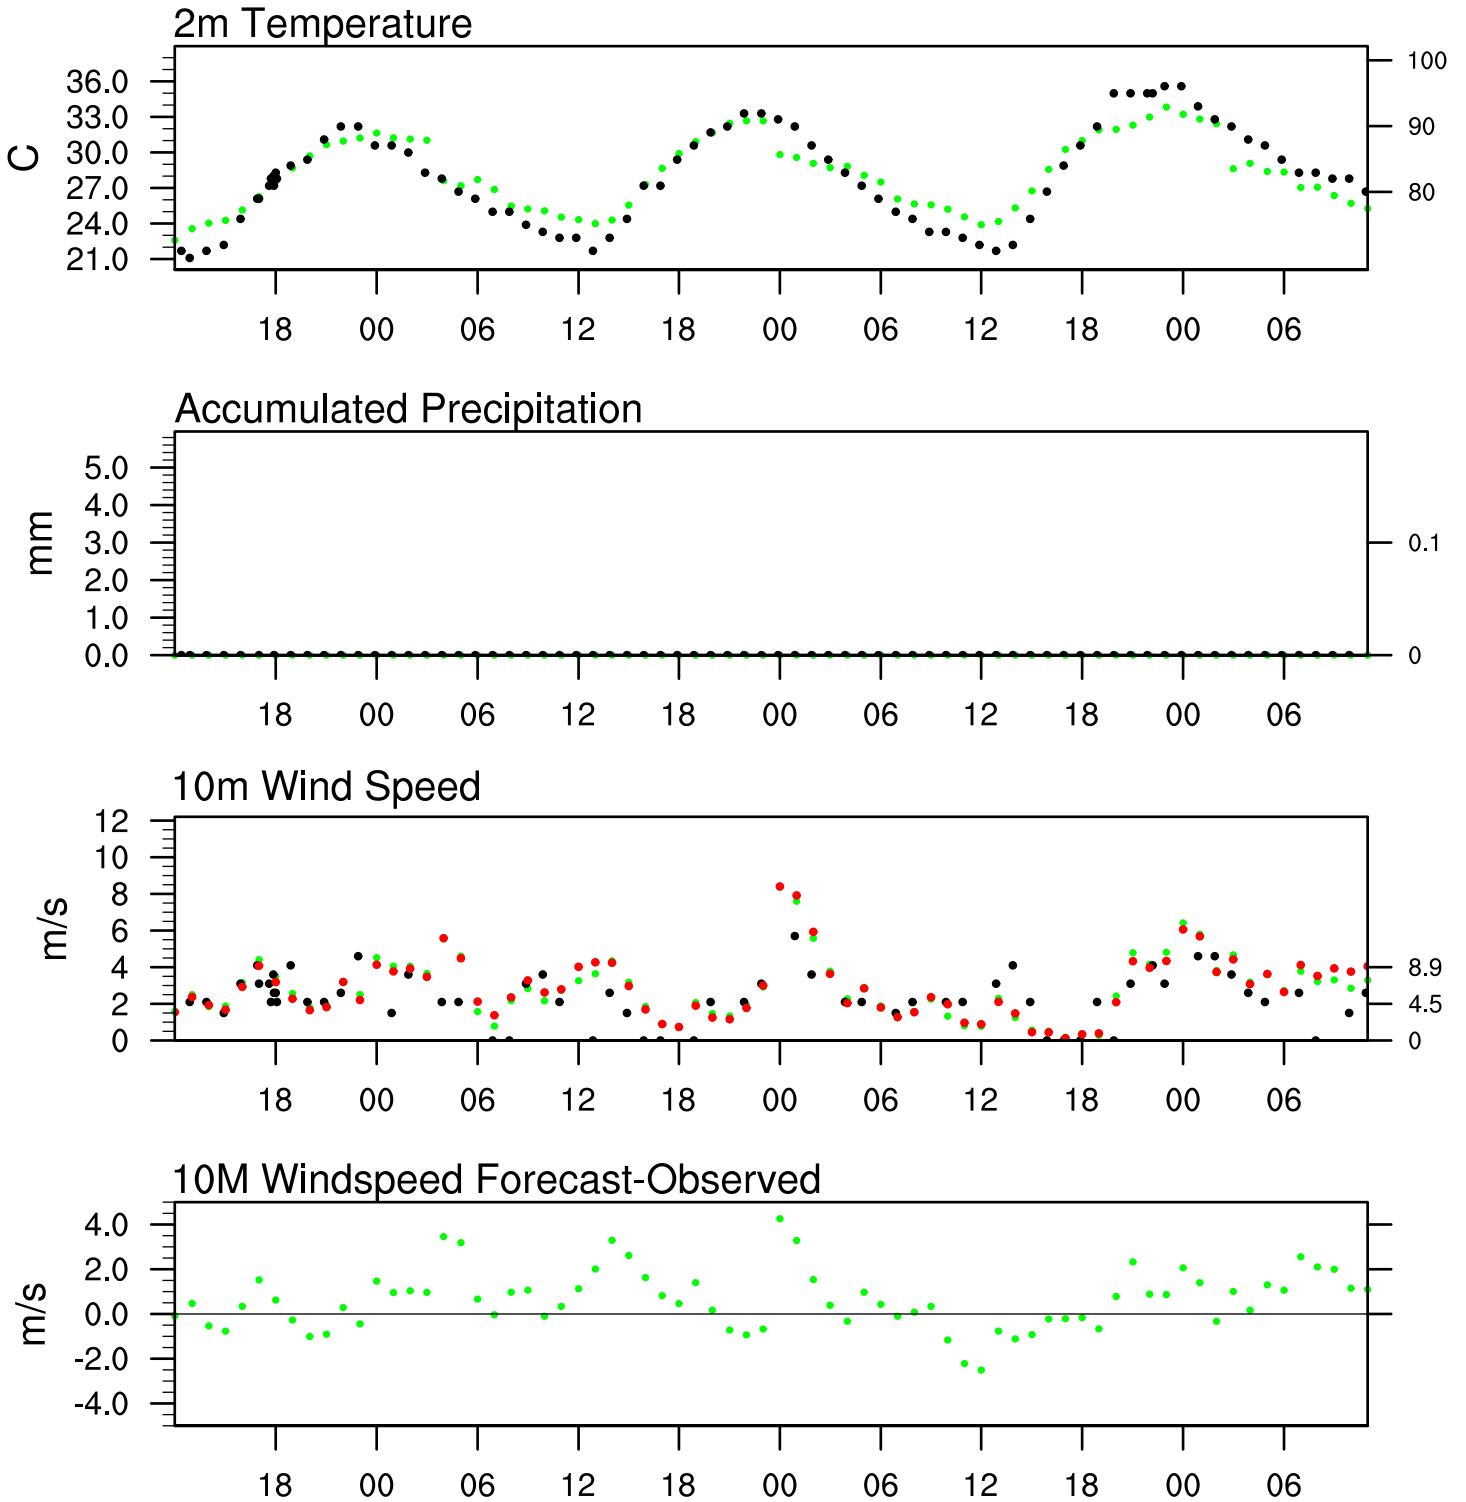 2m Temperature
36.0
33.0
30.0
27.0
24.0
21.0
C
100
90
80
18 00 06 12 18 00 06 12 18 00 06
Accumulated Precipitation
5.0
4.0
3.0
2.0
1.0
0.0
mm
0.1
0
18 00 06 12 18 00 06 12 18 00 06
10m Wind Speed
12
10
8
6
4
2
0
m/s
8.9
4.5
0
18 00 06 12 18 00 06 12 18 00 06
10M Windspeed Forecast-Observed
4.0
2.0
0.0
-2.0
-4.0
m/s
18 00 06 12 18 00 06 12 18 00 06